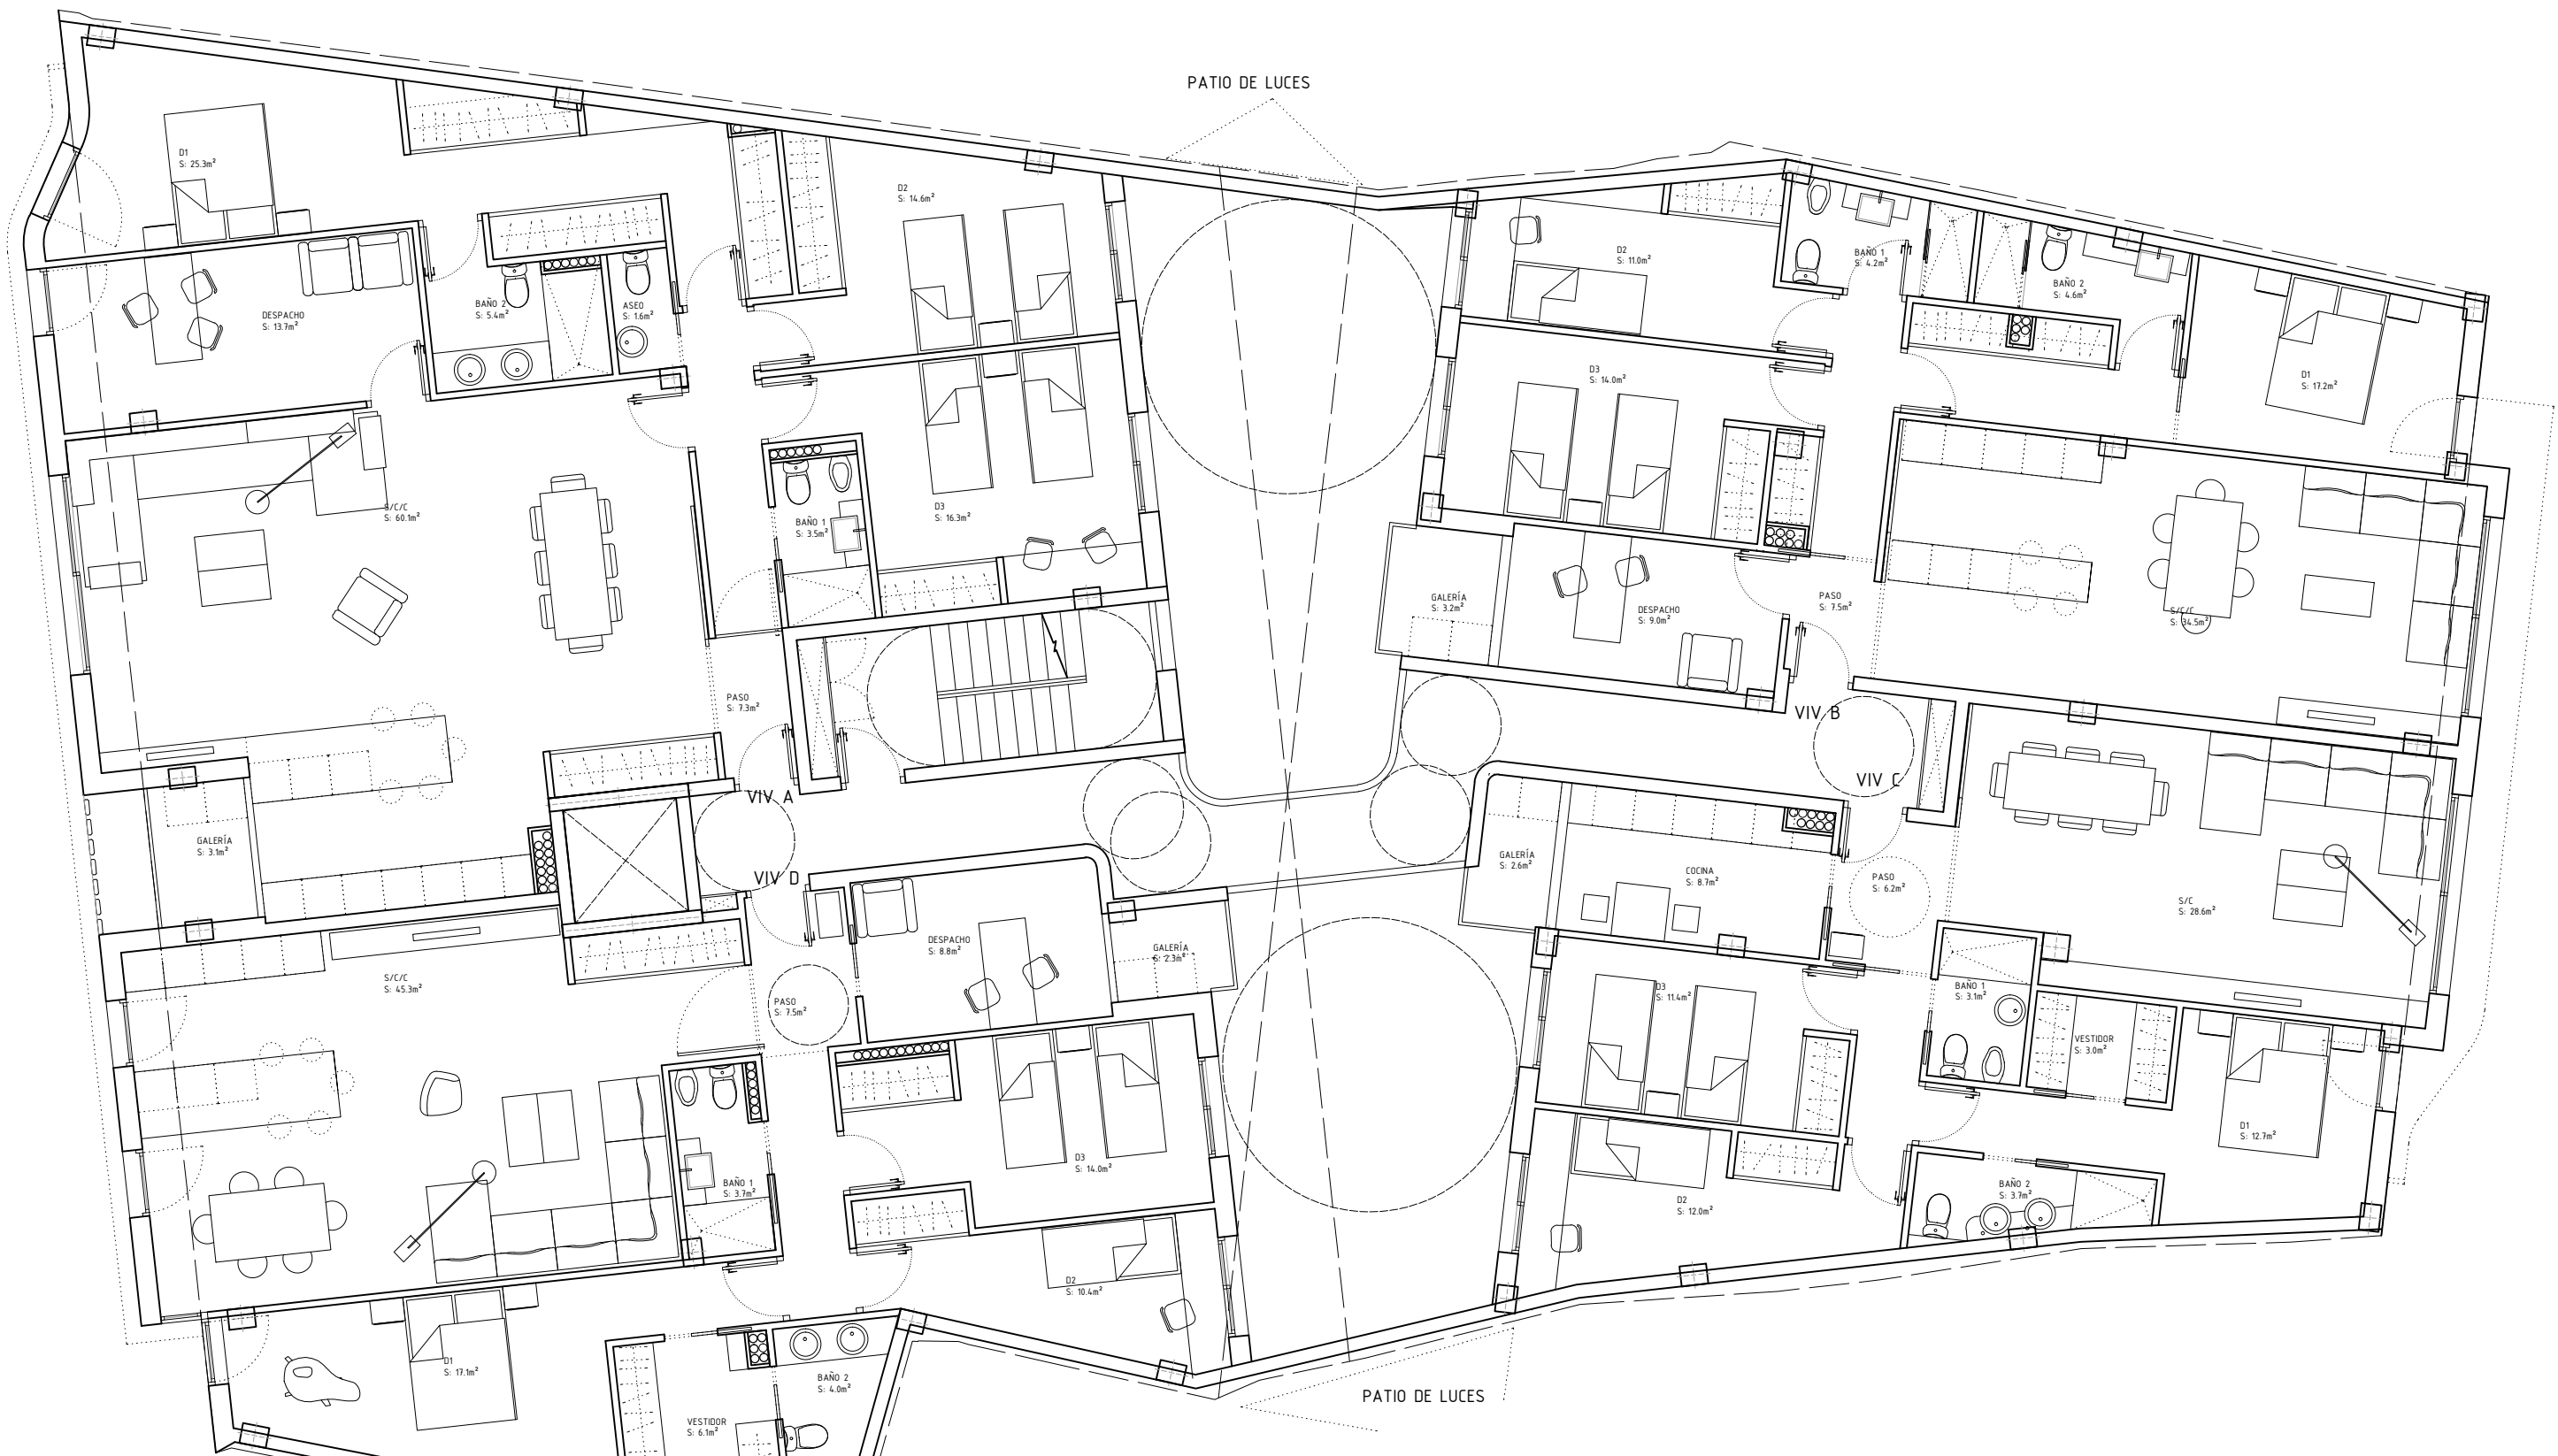 PATIO DE LUCES
D1
S: 25.3m²
D2
S: 14.6m²
DESPACHO
S: 13.7m²
BAÑO 2
S: 5.4m²
ASEO
S: 1.6m²
S/C/C
S: 60.1m²
BAÑO 1
S: 3.5m²
D3
S: 16.3m²
PASO
S: 7.3m²
GALERÍA
S: 3.1m²
VIV A
D2
S: 11.0m²
BAÑO 1
S: 4.2m²
BAÑO 2
S: 4.6m²
D1
S: 17.2m²
D3
S: 14.0m²
GALERÍA
S: 3.2m²
DESPACHO
S: 9.0m²
PASO
S: 7.5m²
S/C/C
S: 34.5m²
VIV B
VIV C
GALERÍA
S: 2.6m²
COCINA
S: 8.7m²
PASO
S: 6.2m²
S/C
S: 28.6m²
D3
S: 11.4m²
BAÑO 1
S: 3.1m²
VESTIDOR
S: 3.0m²
D1
S: 12.7m²
D2
S: 12.0m²
BAÑO 2
S: 3.7m²
VIV D
DESPACHO
S: 8.8m²
GALERÍA
S: 2.3m²
S/C/C
S: 45.3m²
PASO
S: 7.5m²
BAÑO 1
S: 3.7m²
D3
S: 14.0m²
D2
S: 10.4m²
D1
S: 17.1m²
BAÑO 2
S: 4.0m²
VESTIDOR
S: 6.1m²
PATIO DE LUCES